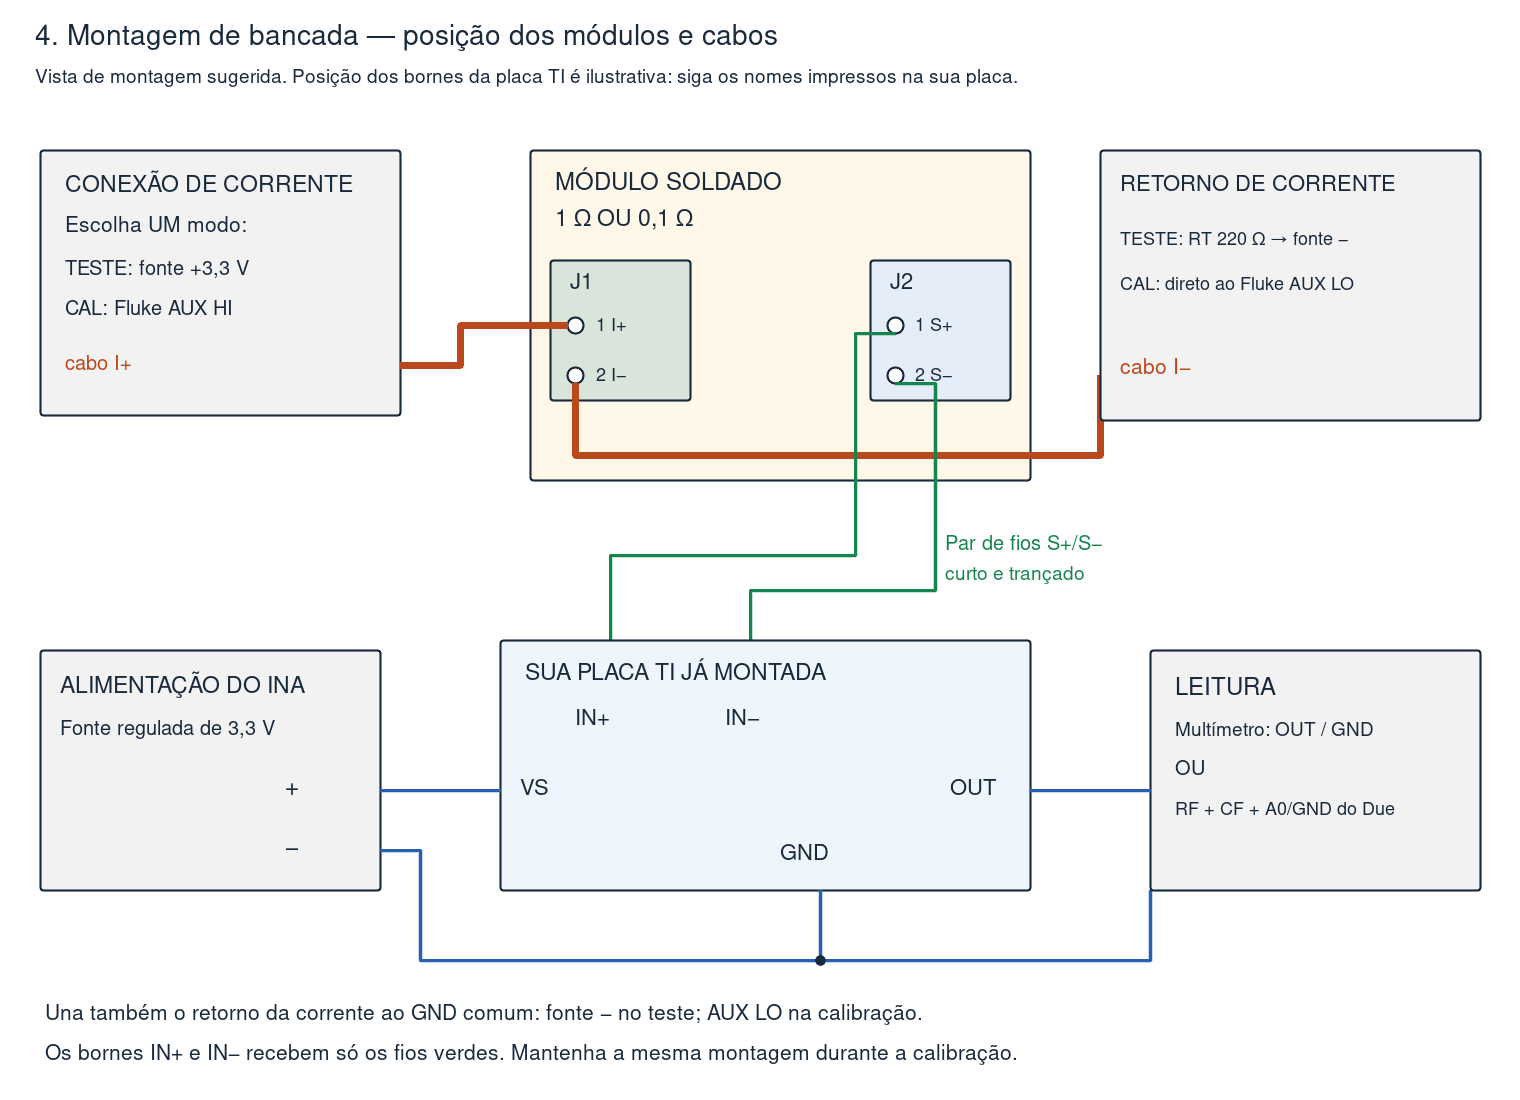 4. Montagem de bancada — posição dos módulos e cabos
Vista de montagem sugerida. Posição dos bornes da placa TI é ilustrativa: siga os nomes impressos na sua placa.
CONEXÃO DE CORRENTE
Escolha UM modo:
TESTE: fonte +3,3 V
CAL: Fluke AUX HI
cabo I+
MÓDULO SOLDADO
1 Ω OU 0,1 Ω
J1
1 I+
2 I−
J2
1 S+
2 S−
RETORNO DE CORRENTE
TESTE: RT 220 Ω → fonte −
CAL: direto ao Fluke AUX LO
cabo I−
Par de fios S+/S−
curto e trançado
ALIMENTAÇÃO DO INA
Fonte regulada de 3,3 V
+
−
SUA PLACA TI JÁ MONTADA
IN+ IN−
VS OUT
GND
LEITURA
Multímetro: OUT / GND
OU
RF + CF + A0/GND do Due
Una também o retorno da corrente ao GND comum: fonte − no teste; AUX LO na calibração.
Os bornes IN+ e IN− recebem só os fios verdes. Mantenha a mesma montagem durante a calibração.